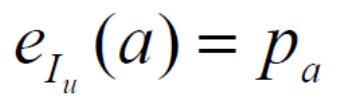 e_{I_u}(a) = p_a